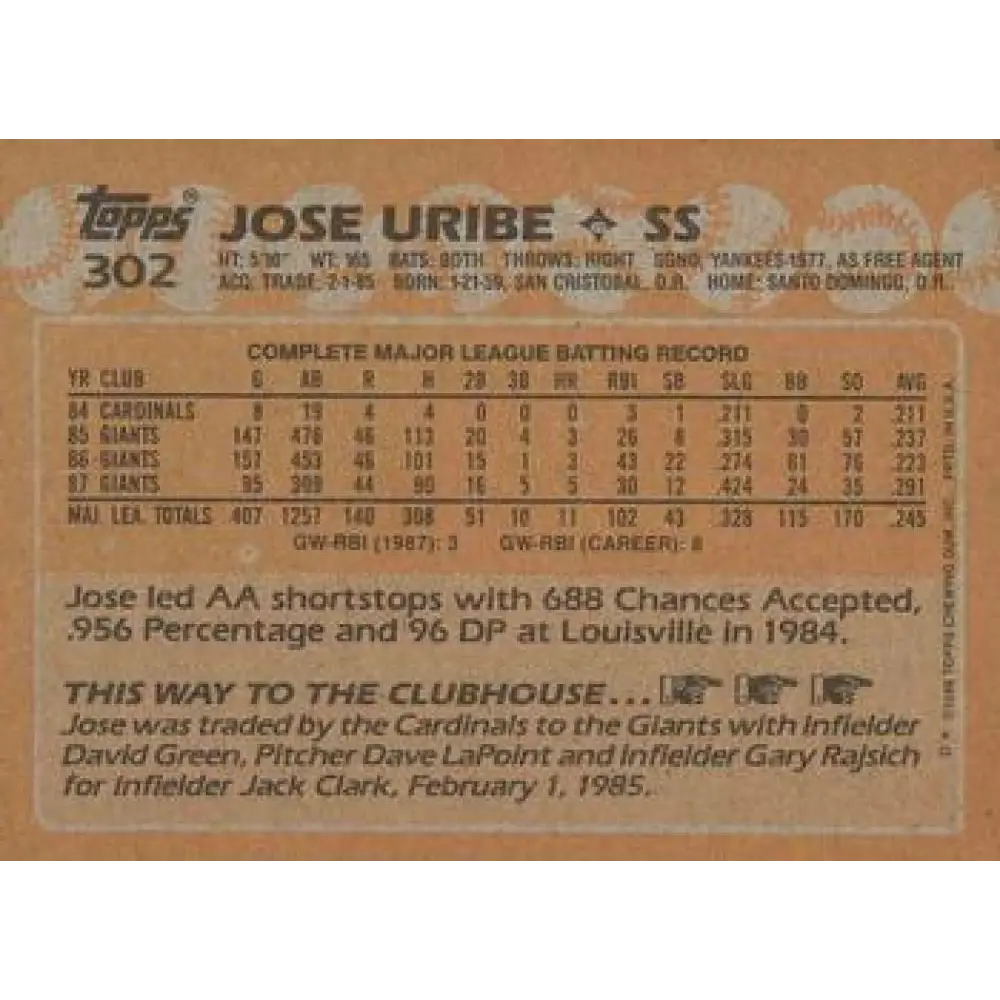 Topps® JOSE URIBE SS
302 HT: 5'10" WT: 165 BATS: BOTH THROWS: RIGHT SGND: YANKEES-1977, AS FREE AGENT
ACQ: TRADE, 2-1-85 BORN: 1-21-59, SAN CRISTOBAL, D.R. HOME: SANTO DOMINGO, D.R.
COMPLETE MAJOR LEAGUE BATTING RECORD
YR CLUB G AB R H 2B 3B HR RBI SB SLG BB SO AVG
84 CARDINALS 8 19 4 4 0 0 0 3 1 .211 0 2 .211
85 GIANTS 147 476 46 113 20 4 3 26 8 .315 30 57 .237
86 GIANTS 157 453 46 101 15 1 3 43 22 .274 61 76 .223
87 GIANTS 95 309 44 90 16 5 5 30 12 .424 24 35 .291
MAJ. LEA. TOTALS 407 1257 140 308 51 10 11 102 43 .328 115 170 .245
GW-RBI (1987): 3 GW-RBI (CAREER): 8
Jose led AA shortstops with 688 Chances Accepted,
.956 Percentage and 96 DP at Louisville in 1984.
THIS WAY TO THE CLUBHOUSE...
Jose was traded by the Cardinals to the Giants with Infielder
David Green, Pitcher Dave LaPoint and Infielder Gary Rajsich
for Infielder Jack Clark, February 1, 1985.
D* ©1988 TOPPS CHEWING GUM, INC. PRTD. IN U.S.A.